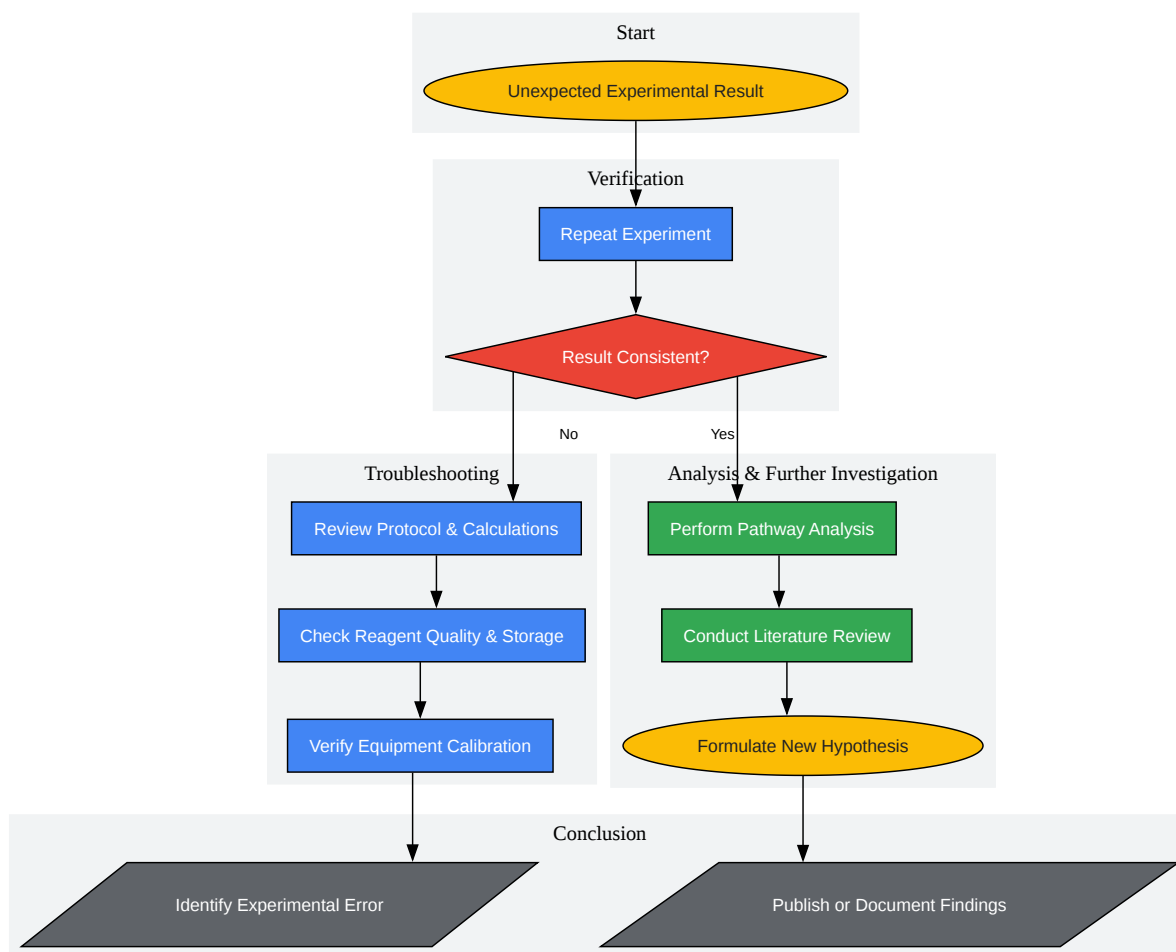 Start
Unexpected Experimental Result
Verification
Repeat Experiment
Result Consistent?
No
Yes
Troubleshooting
Review Protocol & Calculations
Check Reagent Quality & Storage
Verify Equipment Calibration
Analysis & Further Investigation
Perform Pathway Analysis
Conduct Literature Review
Formulate New Hypothesis
Conclusion
Identify Experimental Error
Publish or Document Findings